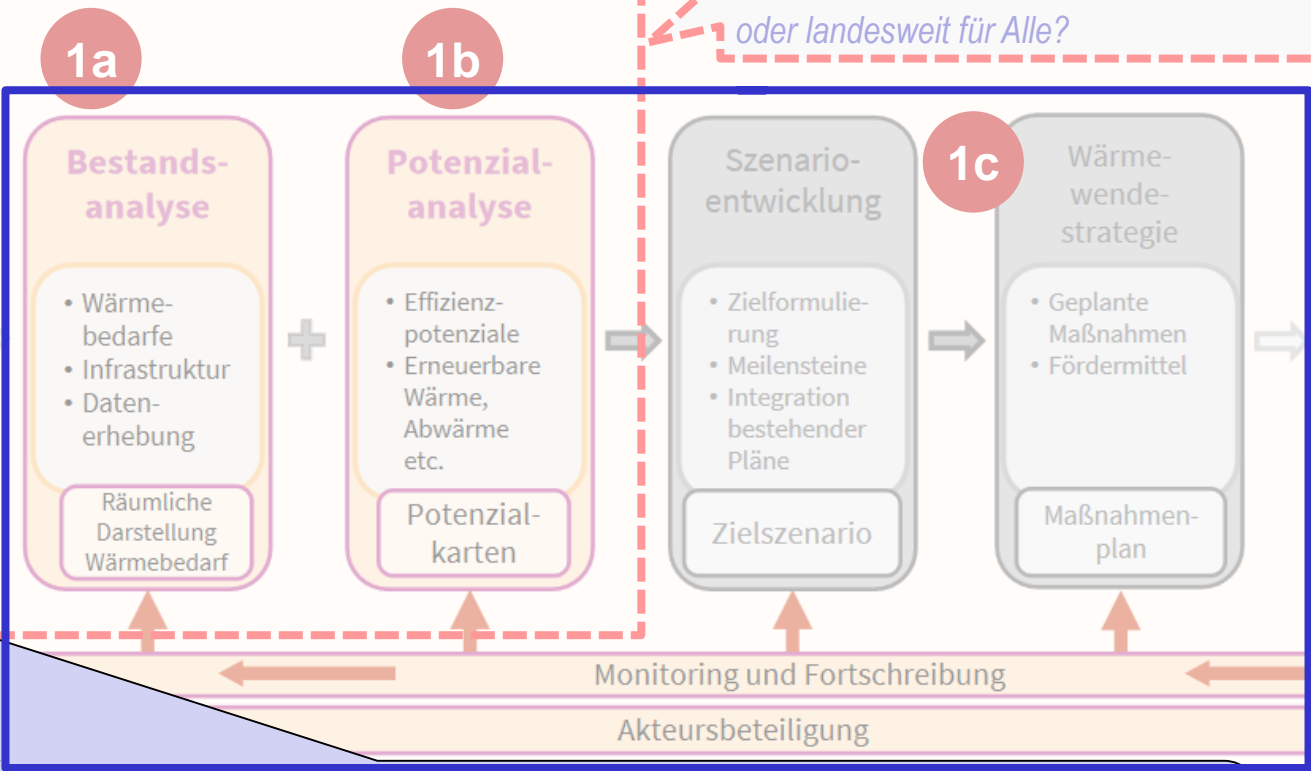 oder landesweit für Alle?
1a
1b
Bestands-
analyse
• Wärme-
bedarfe
• Infrastruktur
• Daten-
erhebung
Räumliche
Darstellung
Wärmebedarf
Potenzial-
analyse
• Effizienz-
potenziale
• Erneuerbare
Wärme,
Abwärme
etc.
Potenzial-
karten
Szenario-
entwicklung
• Zielformulie-
rung
• Meilensteine
• Integration
bestehender
Pläne
Zielszenario
1c
Wärme-
wende-
strategie
• Geplante
Maßnahmen
• Fördermittel
Maßnahmen-
plan
Monitoring und Fortschreibung
Akteursbeteiligung